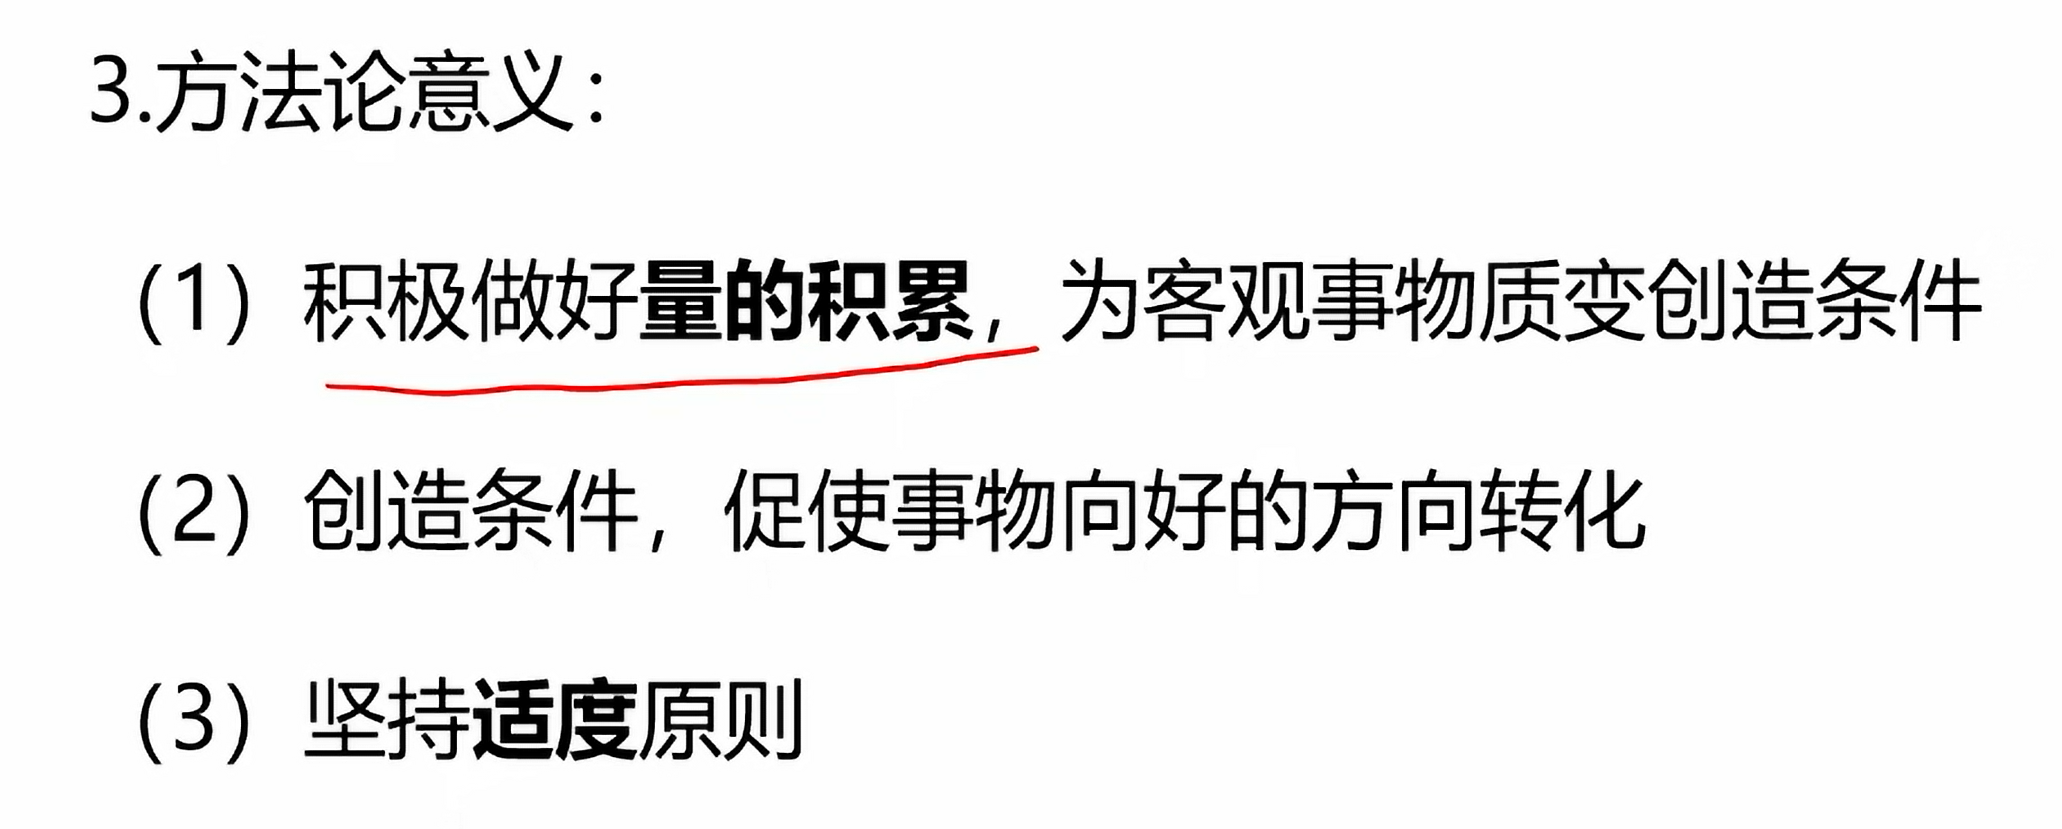 3.方法论意义：
（1）积极做好量的积累，为客观事物质变创造条件
（2）创造条件，促使事物向好的方向转化
（3）坚持适度原则